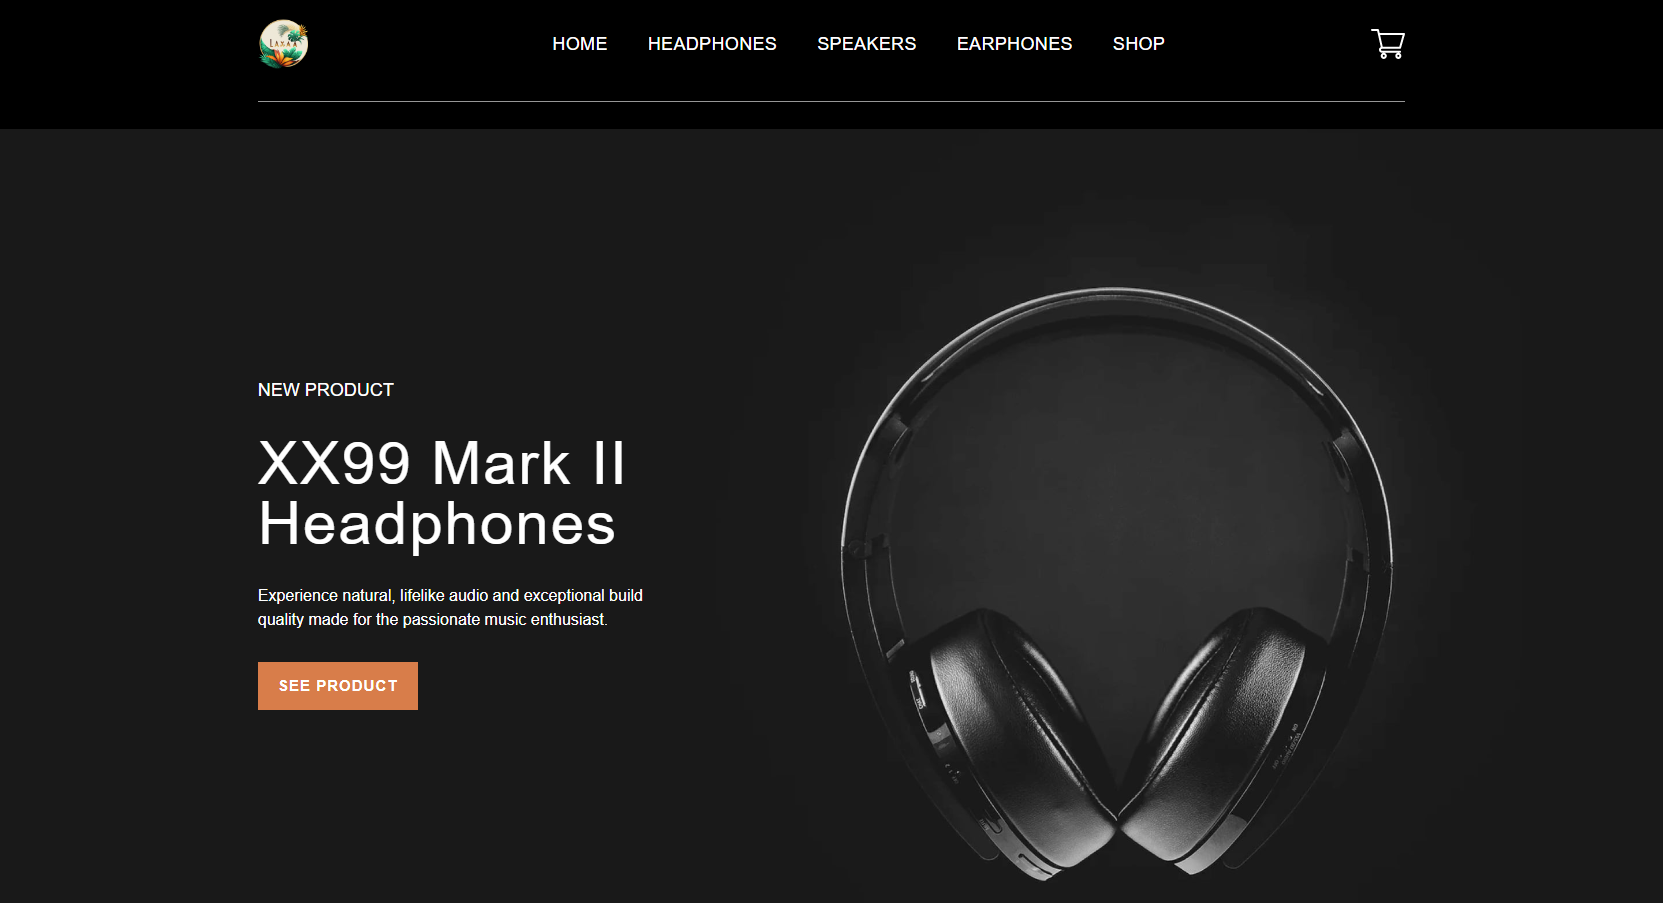 HOME HEADPHONES SPEAKERS EARPHONES SHOP
NEW PRODUCT
XX99 Mark II
Headphones
Experience natural, lifelike audio and exceptional build
quality made for the passionate music enthusiast.
SEE PRODUCT